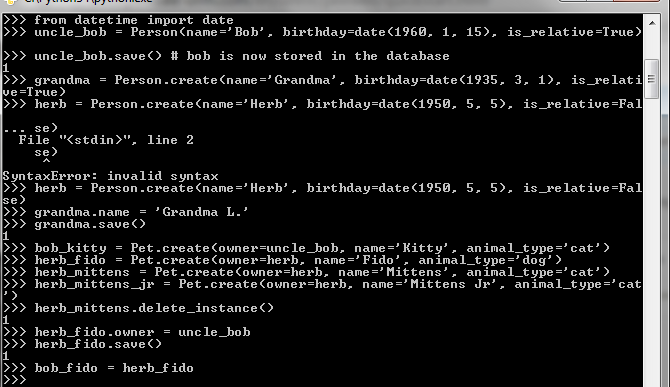 >>> from datetime import date
>>> uncle_bob = Person(name='Bob', birthday=date(1960, 1, 15), is_relative=True)
>>> uncle_bob.save() # bob is now stored in the database
1
>>> grandma = Person.create(name='Grandma', birthday=date(1935, 3, 1), is_relati
ve=True)
>>> herb = Person.create(name='Herb', birthday=date(1950, 5, 5), is_relative=Fal
... se)
  File "<stdin>", line 2
    se)
     ^
SyntaxError: invalid syntax
>>> herb = Person.create(name='Herb', birthday=date(1950, 5, 5), is_relative=Fal
se)
>>> grandma.name = 'Grandma L.'
>>> grandma.save()
1
>>> bob_kitty = Pet.create(owner=uncle_bob, name='Kitty', animal_type='cat')
>>> herb_fido = Pet.create(owner=herb, name='Fido', animal_type='dog')
>>> herb_mittens = Pet.create(owner=herb, name='Mittens', animal_type='cat')
>>> herb_mittens_jr = Pet.create(owner=herb, name='Mittens Jr', animal_type='cat
')
>>> herb_mittens.delete_instance()
1
>>> herb_fido.owner = uncle_bob
>>> herb_fido.save()
1
>>> bob_fido = herb_fido
>>>